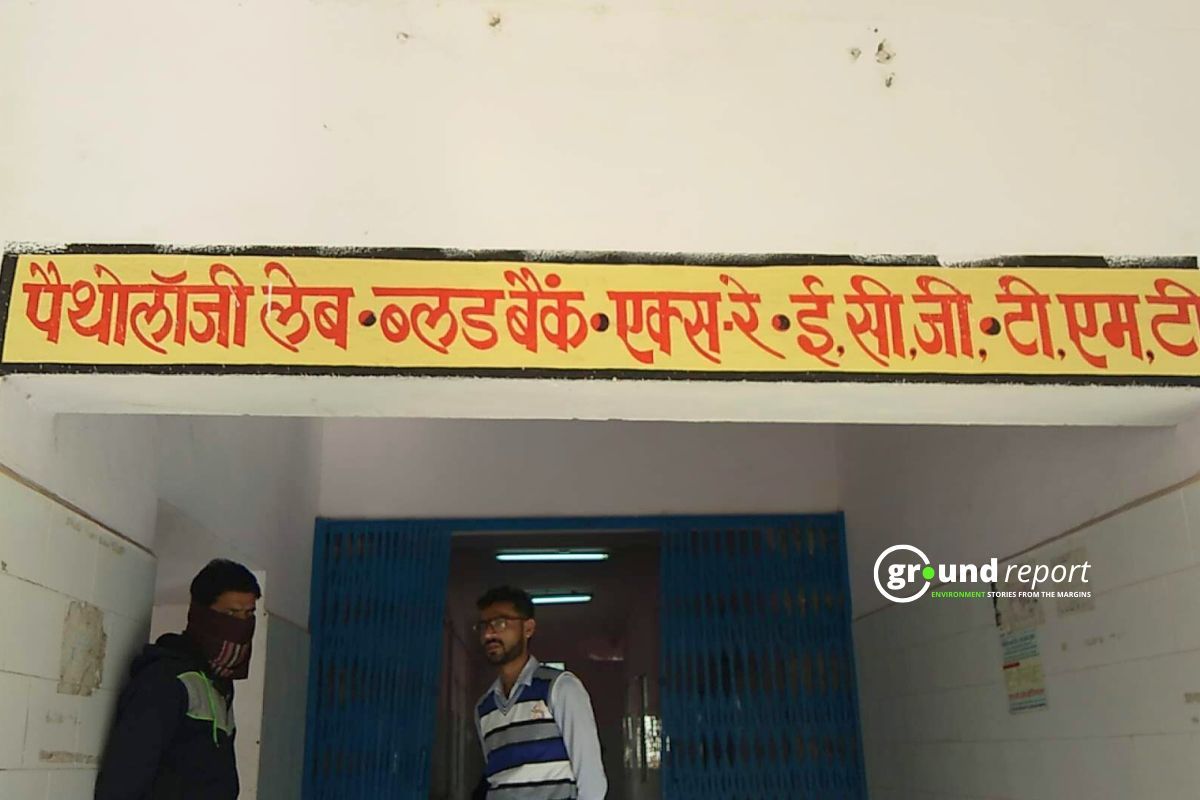 पैथोलॉजी लेब • ब्लड बैंक • एक्स-रे • ई.सी.जी. • टी.एम.टी
ground report
ENVIRONMENT STORIES FROM THE MARGINS